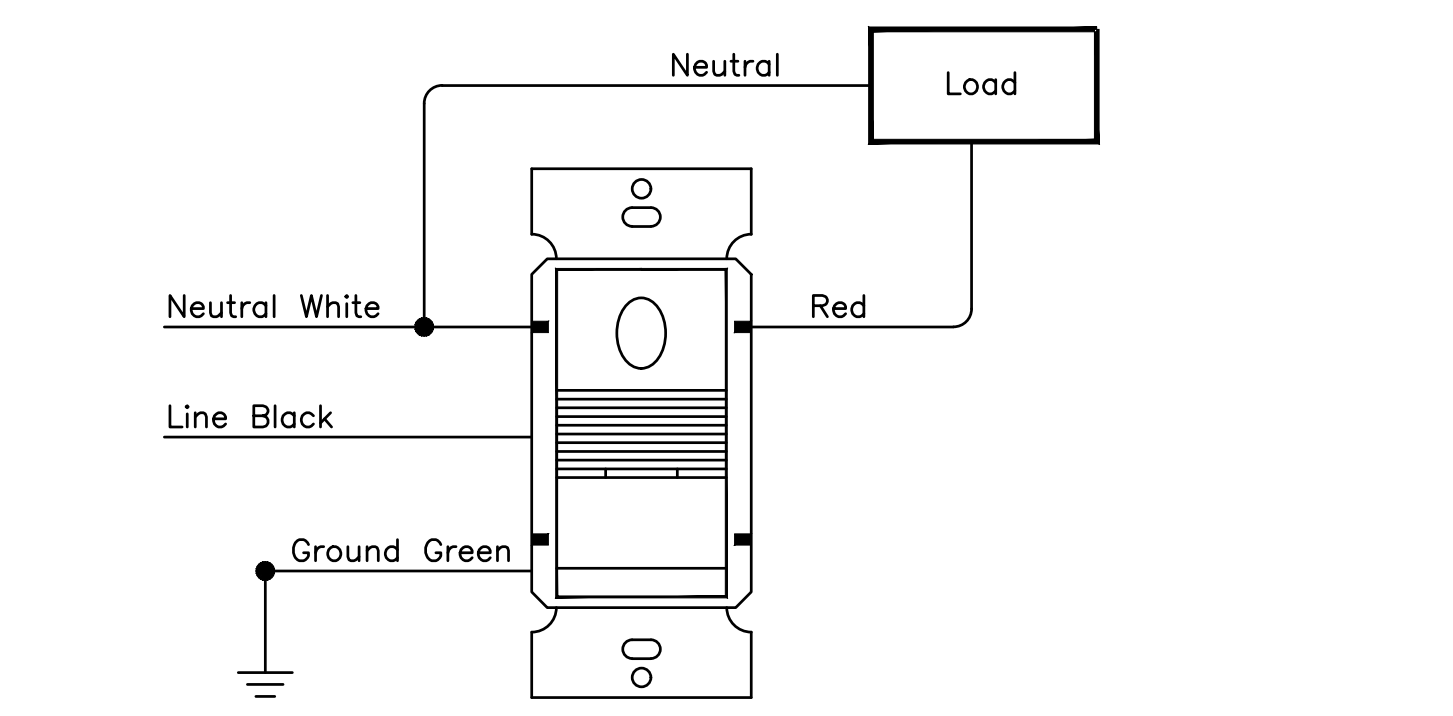 Neutral
Load
Neutral White
Red
Line Black
Ground Green